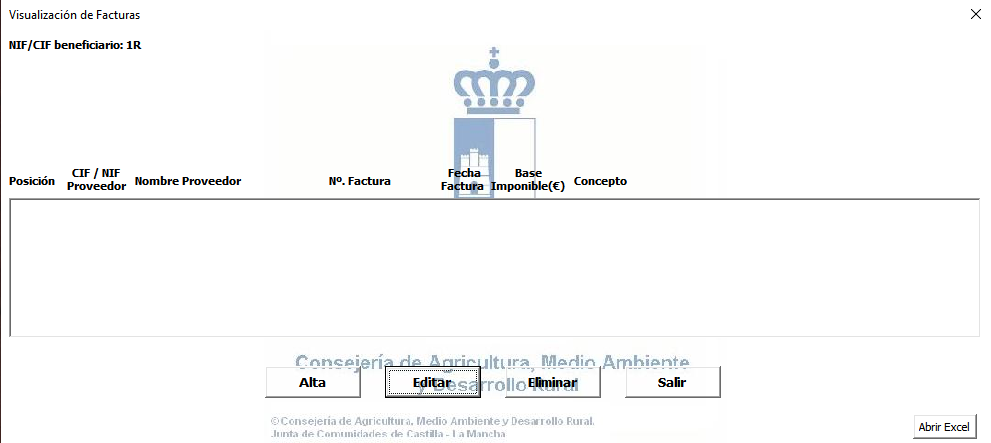 Visualización de Facturas
NIF/CIF beneficiario: 1R
Posición CIF / NIF Proveedor Nombre Proveedor Nº. Factura Fecha Factura Base Imponible(€) Concepto
Consejería de Agricultura, Medio Ambiente
y Desarrollo Rural
Alta Editar Eliminar Salir
©Consejería de Agricultura, Medio Ambiente y Desarrollo Rural.
Junta de Comunidades de Castilla - La Mancha
Abrir Excel